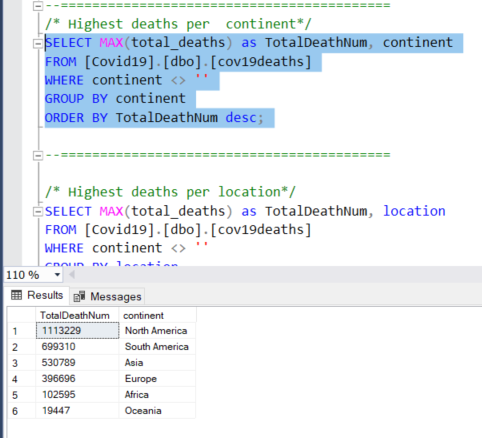 --==========================================
/* Highest deaths per  continent*/
SELECT MAX(total_deaths) as TotalDeathNum, continent
FROM [Covid19].[dbo].[cov19deaths]
WHERE continent <> ''
GROUP BY continent
ORDER BY TotalDeathNum desc;
--==========================================
/* Highest deaths per location*/
SELECT MAX(total_deaths) as TotalDeathNum, location
FROM [Covid19].[dbo].[cov19deaths]
WHERE continent <> ''
GROUP BY location
110 %
Results Messages
TotalDeathNum continent
1 1113229 North America
2 699310 South America
3 530789 Asia
4 396696 Europe
5 102595 Africa
6 19447 Oceania